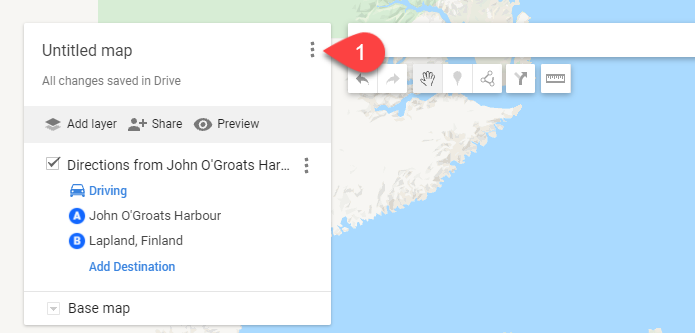 Untitled map
1
All changes saved in Drive
Add layer Share Preview
Directions from John O'Groats Har...
Driving
A John O'Groats Harbour
B Lapland, Finland
Add Destination
Base map